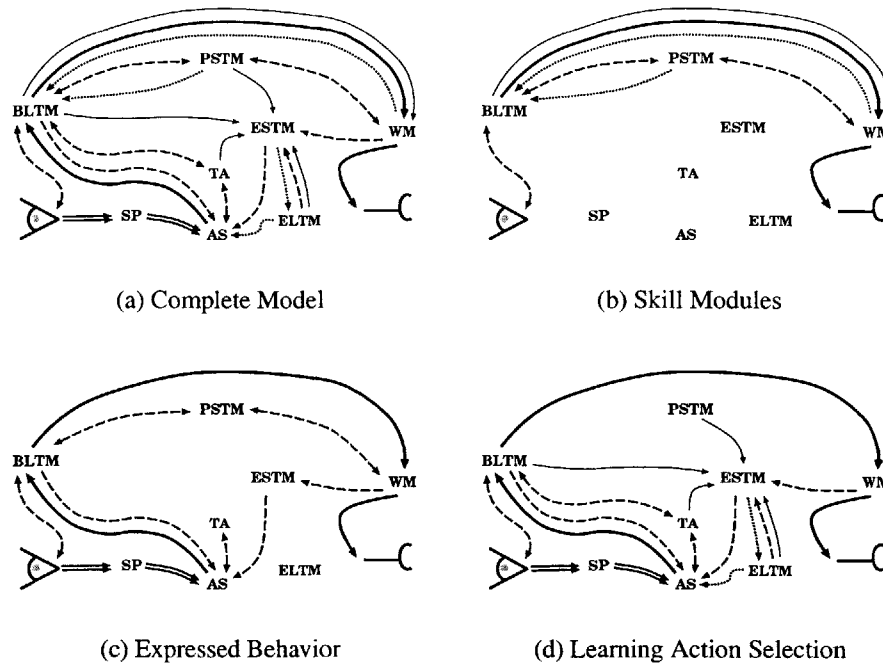 PSTM
BLTM
ESTM
WM
TA
SP
AS
ELTM
(a) Complete Model
PSTM
BLTM
ESTM
WM
TA
SP
ELTM
AS
(b) Skill Modules
PSTM
BLTM
ESTM
WM
TA
SP
AS
ELTM
(c) Expressed Behavior
PSTM
BLTM
ESTM
WM
TA
SP
AS
ELTM
(d) Learning Action Selection